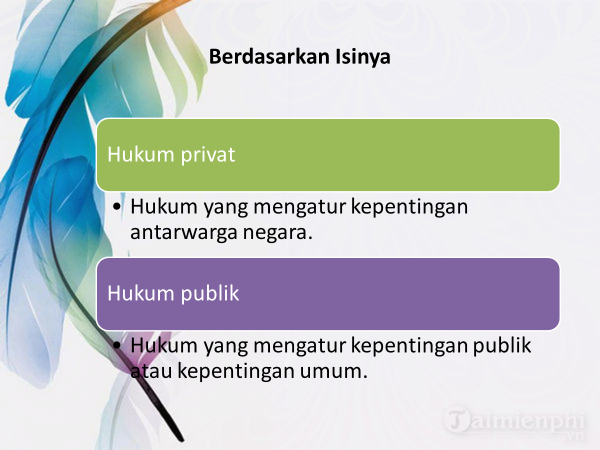 Berdasarkan Isinya
Hukum privat
• Hukum yang mengatur kepentingan
antarwarga negara.
Hukum publik
• Hukum yang mengatur kepentingan publik
atau kepentingan umum.
Taimienphi
.vn